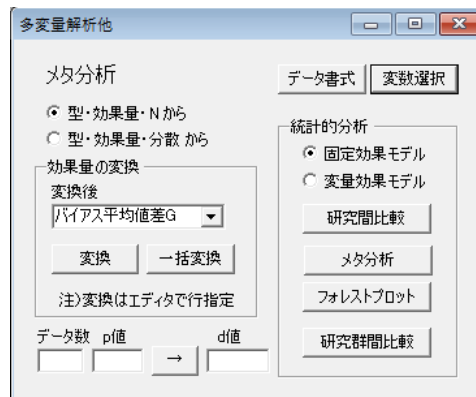 多変量解析他
メタ分析
データ書式
変数選択
型・効果量・N から
型・効果量・分散 から
効果量の変換
変換後
バイアス平均値差G
変換
一括変換
注)変換はエディタで行指定
データ数 p値 d値
→
統計的分析
固定効果モデル
変量効果モデル
研究間比較
メタ分析
フォレストプロット
研究群間比較